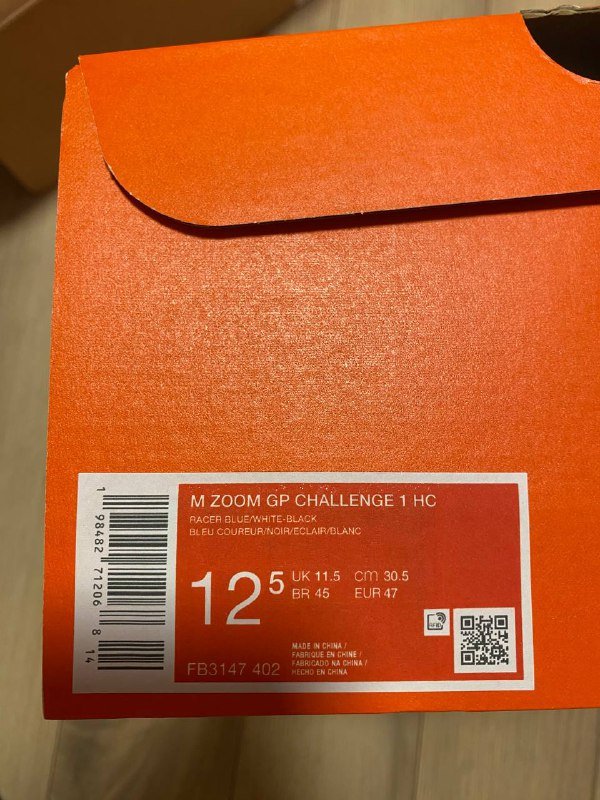 M ZOOM GP CHALLENGE 1 HC
RACER BLUE/WHITE-BLACK
BLEU COUREUR/NOIR/ECLAIR/BLANC
12 5
UK 11.5 cm 30.5
BR 45 EUR 47
FB3147 402
MADE IN CHINA /
FABRIQUE EN CHINE /
FABRICADO NA CHINA /
HECHO EN CHINA
RFID
1 98482 71206 8 14